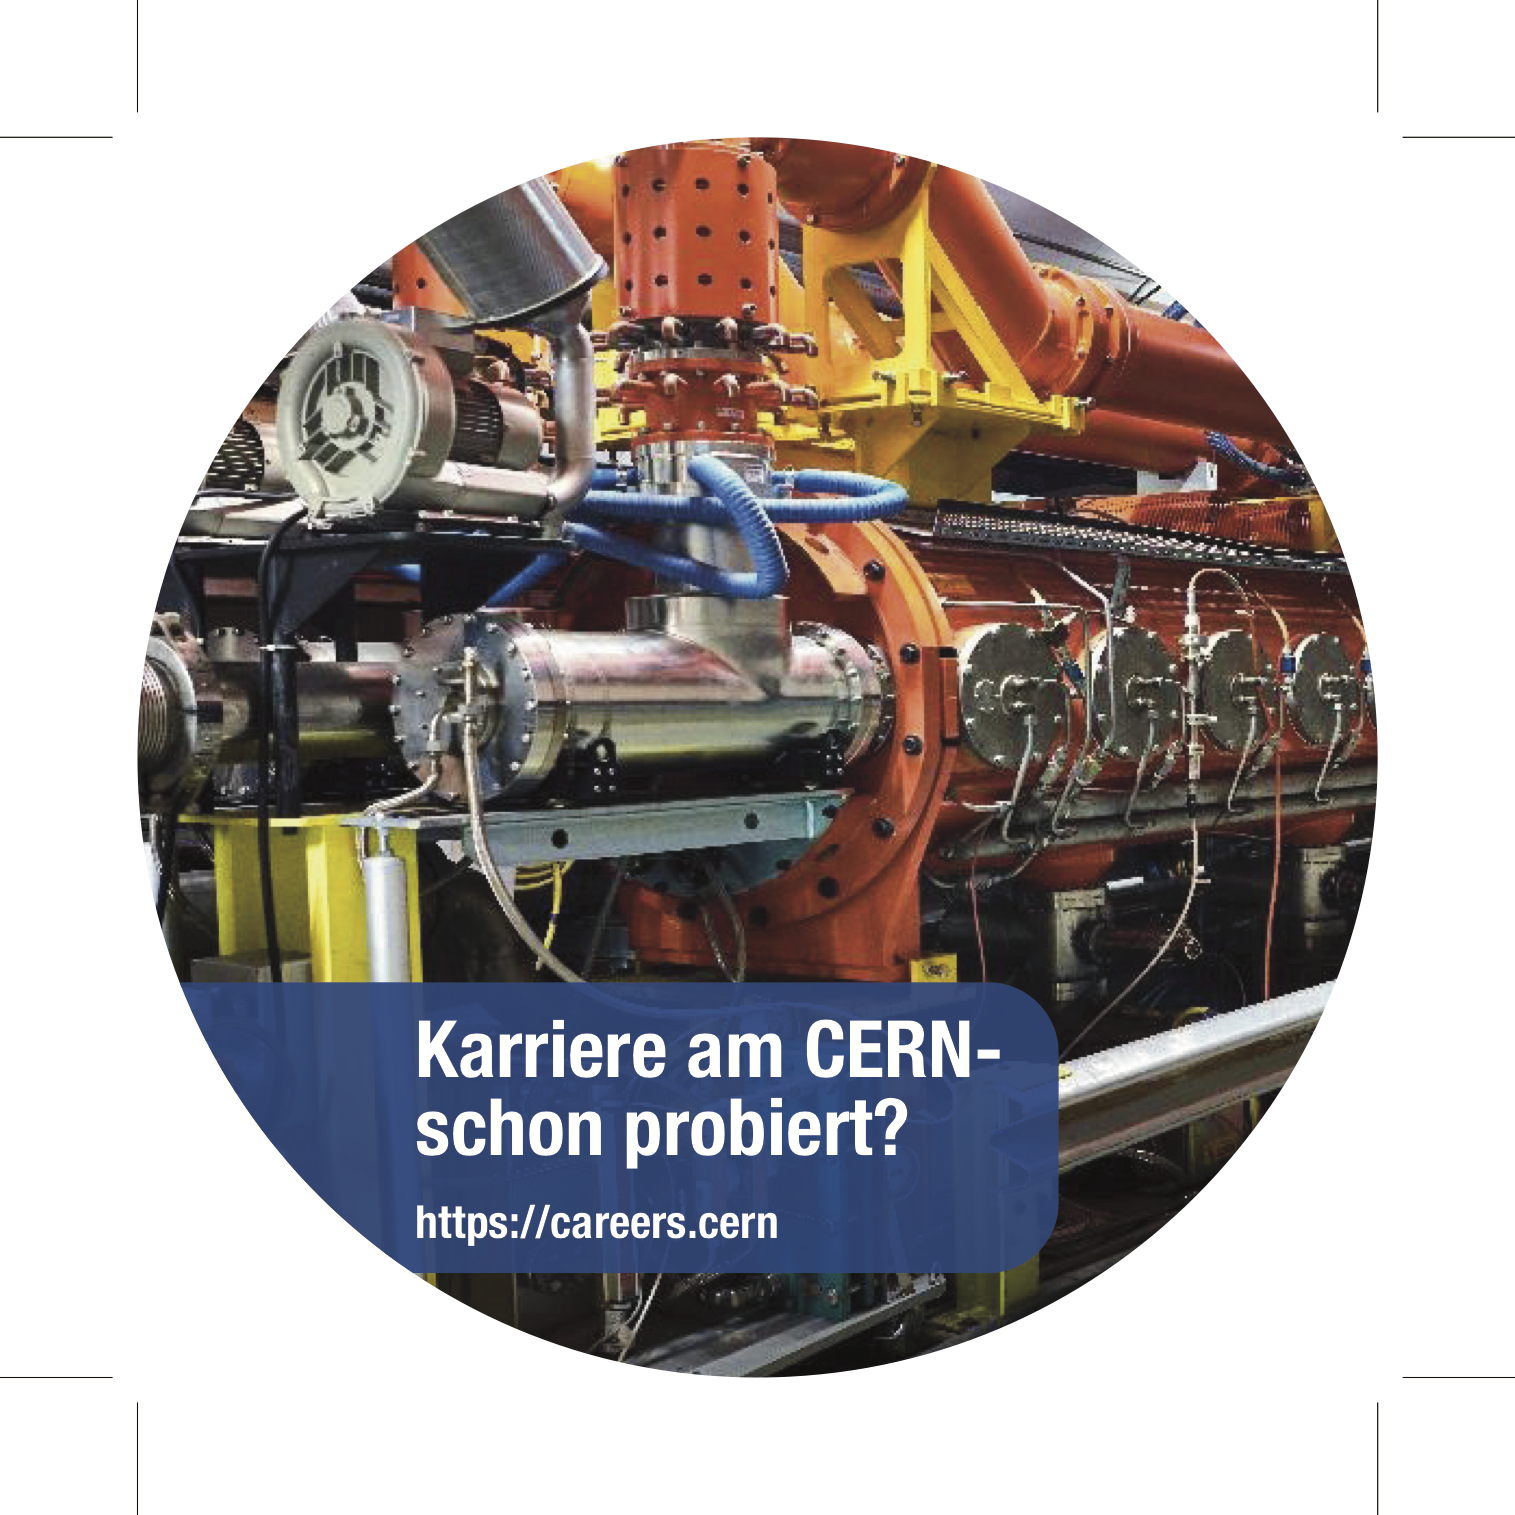 Karriere am CERN-
schon probiert?
https://careers.cern